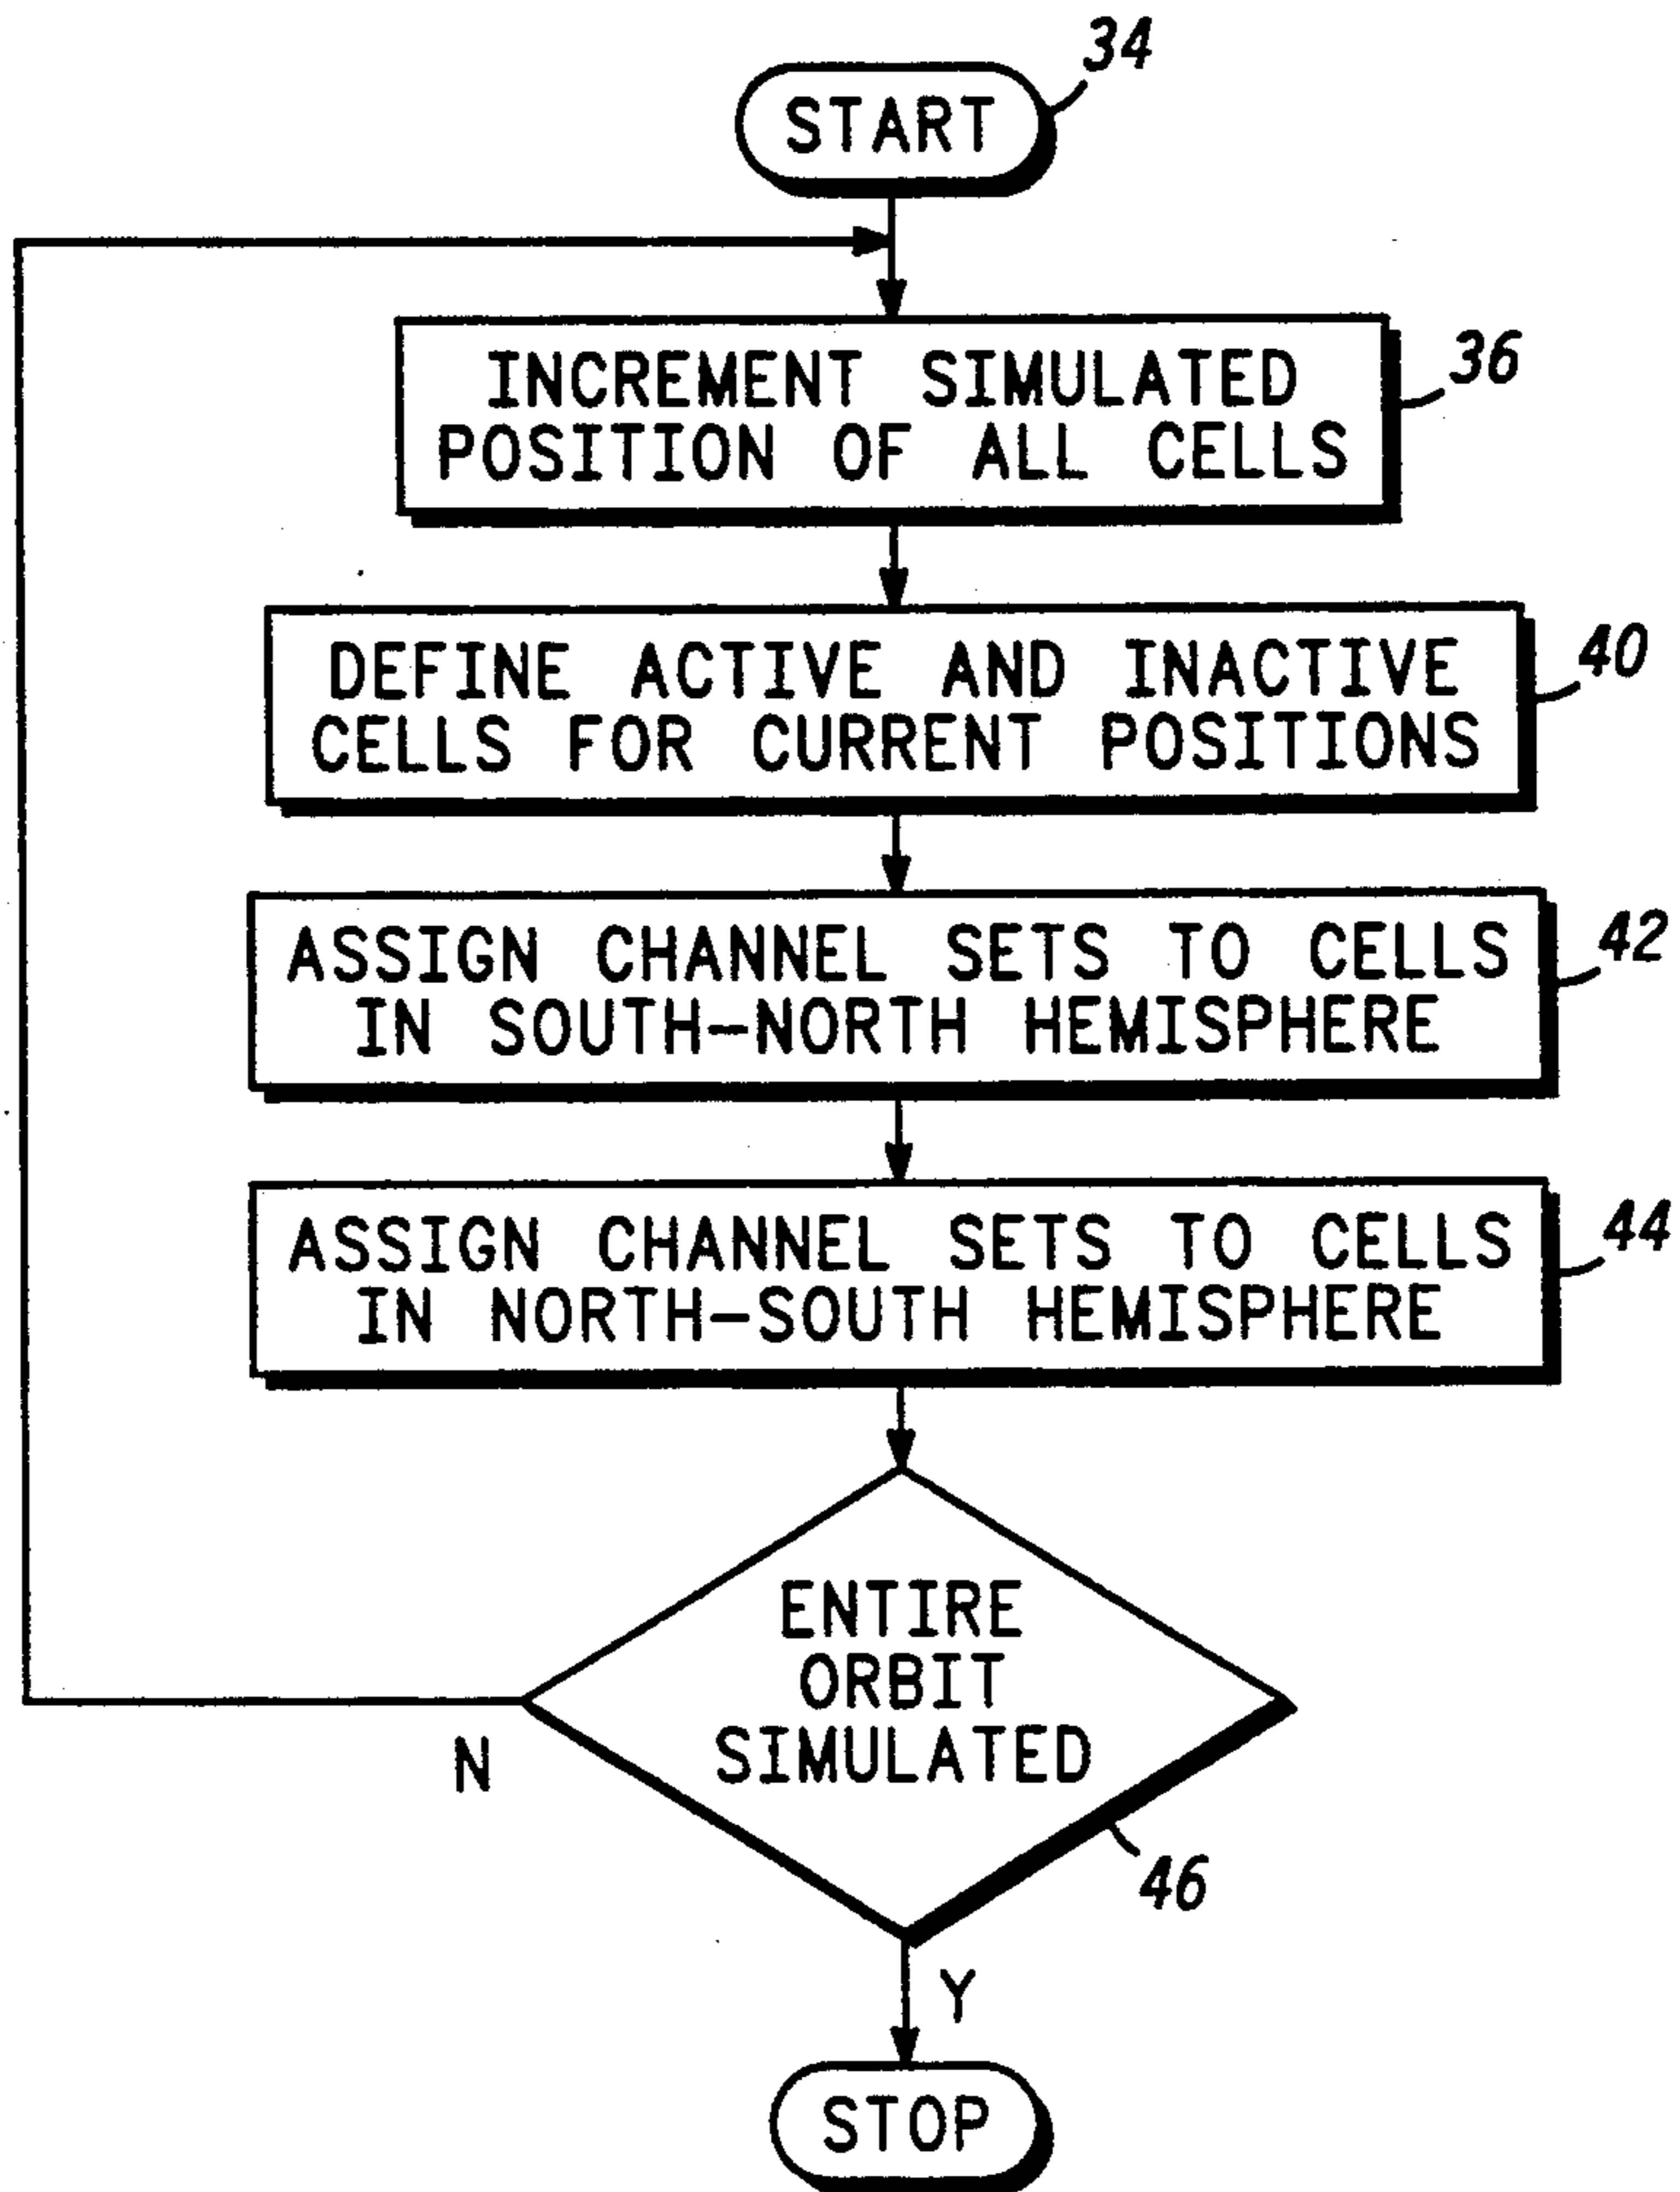 34
START
INCREMENT SIMULATED
POSITION OF ALL CELLS
36
DEFINE ACTIVE AND INACTIVE
CELLS FOR CURRENT POSITIONS
40
ASSIGN CHANNEL SETS TO CELLS
IN SOUTH-NORTH HEMISPHERE
42
ASSIGN CHANNEL SETS TO CELLS
IN NORTH-SOUTH HEMISPHERE
44
ENTIRE
ORBIT
SIMULATED
N
46
Y
STOP